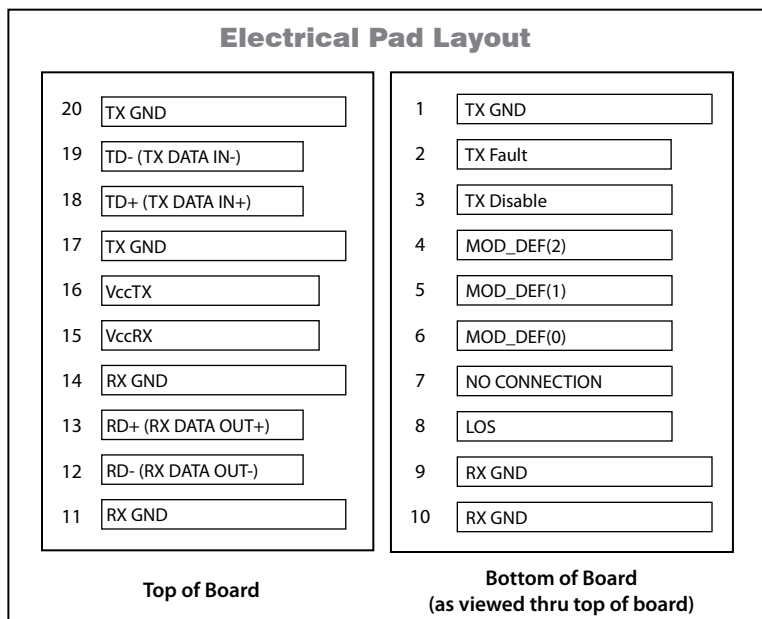 Electrical Pad Layout
20 TX GND
19 TD- (TX DATA IN-)
18 TD+ (TX DATA IN+)
17 TX GND
16 VccTX
15 VccRX
14 RX GND
13 RD+ (RX DATA OUT+)
12 RD- (RX DATA OUT-)
11 RX GND
Top of Board
1 TX GND
2 TX Fault
3 TX Disable
4 MOD_DEF(2)
5 MOD_DEF(1)
6 MOD_DEF(0)
7 NO CONNECTION
8 LOS
9 RX GND
10 RX GND
Bottom of Board
(as viewed thru top of board)